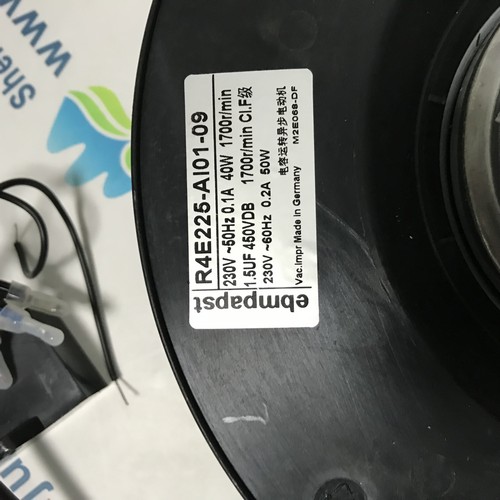 ebmpapst
R4E225-AI01-09
230V ~50Hz 0.1A 40W 1700r/min
1.5UF 450VDB 1700r/min Cl.F级
230V ~60Hz 0.2A 50W
电容运转异步电动机
Vac.Impr Made in Germany M2E068-DF
www.
She